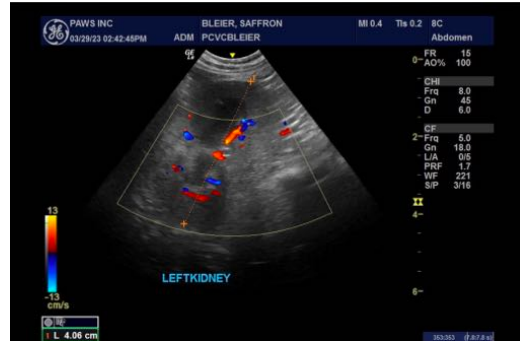 PAWS INC BLEIER, SAFFRON MI 0.4 TIs 0.2 8C
03/29/23 02:42:45PM ADM PCVCBLEIER Abdomen
FR 15
AO% 100
CHI
Frq 8.0
Gn 45
D 6.0
CF
Frq 5.0
Gn 18.0
L/A 0/5
PRF 1.7
WF 221
S/P 3/16
0-
2-
4-
6-
13
-13
cm/s
LEFTKIDNEY
1 L 4.06 cm
353:353